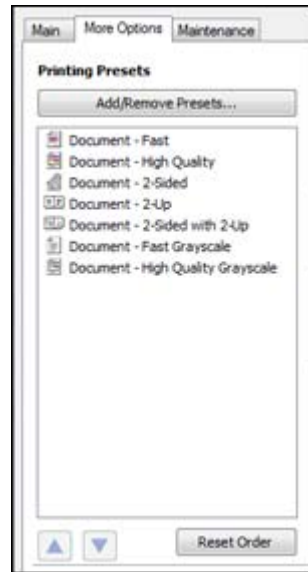 Main More Options Maintenance
Printing Presets
Add/Remove Presets...
Document - Fast
Document - High Quality
Document - 2-Sided
Document - 2-Up
Document - 2-Sided with 2-Up
Document - Fast Grayscale
Document - High Quality Grayscale
Reset Order